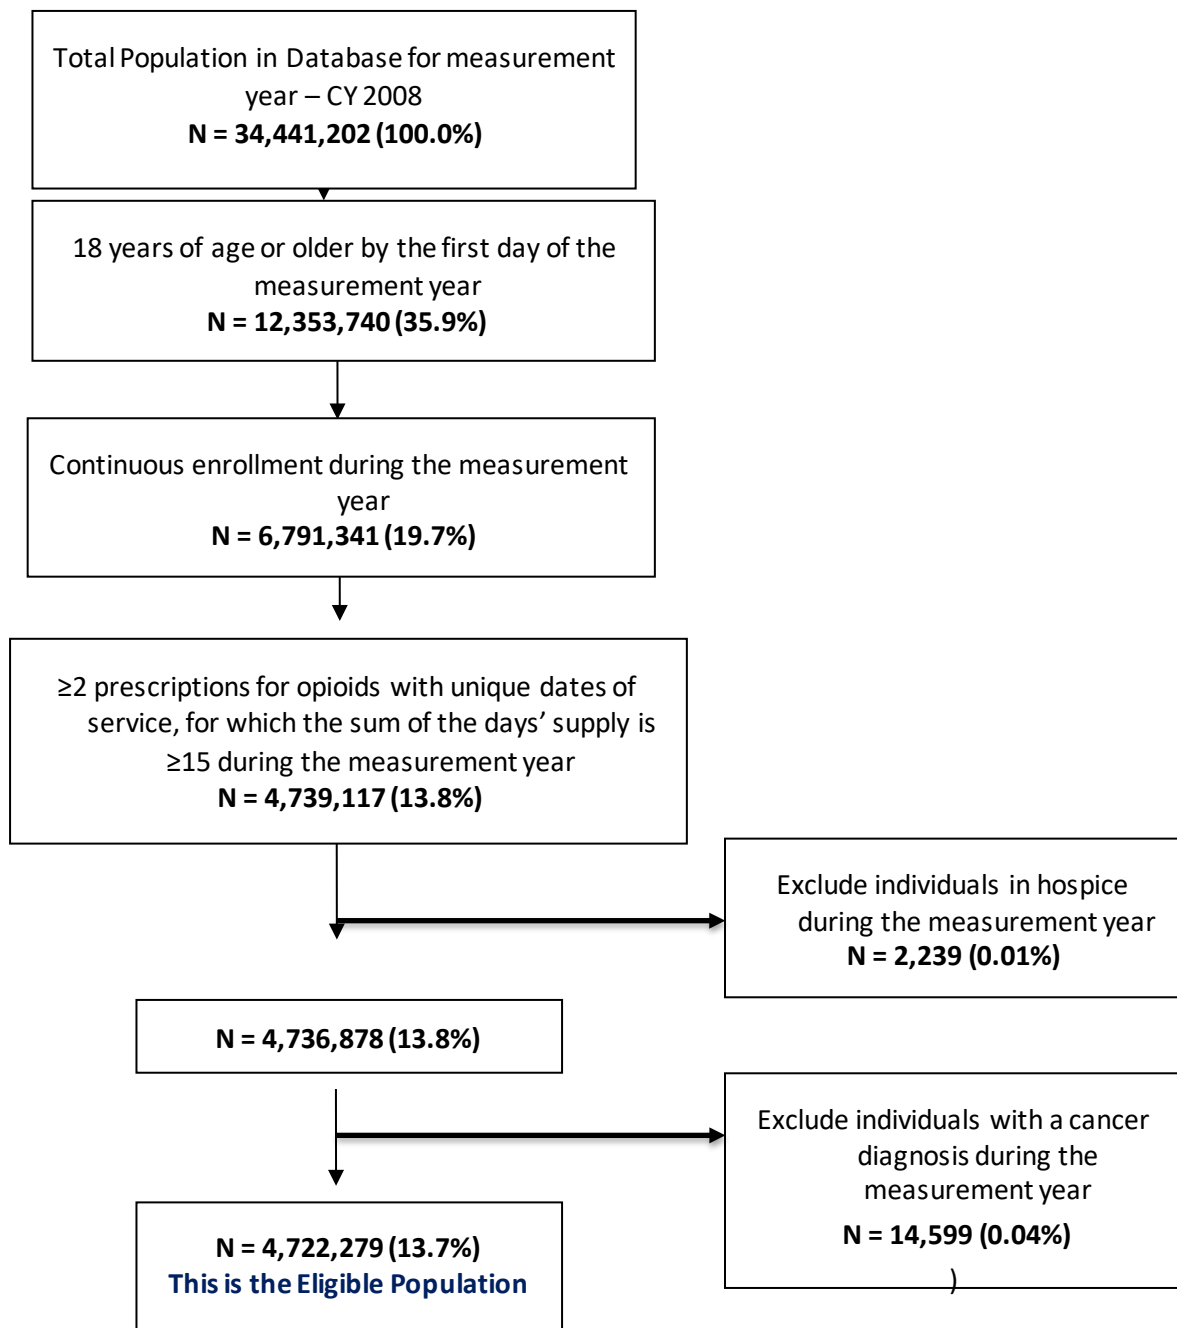 Total Population in Database for measurement
year – CY 2008
N = 34,441,202 (100.0%)
18 years of age or older by the first day of the
measurement year
N = 12,353,740 (35.9%)
Continuous enrollment during the measurement
year
N = 6,791,341 (19.7%)
≥2 prescriptions for opioids with unique dates of
service, for which the sum of the days’ supply is
≥15 during the measurement year
N = 4,739,117 (13.8%)
Exclude individuals in hospice
during the measurement year
N = 2,239 (0.01%)
N = 4,736,878 (13.8%)
Exclude individuals with a cancer
diagnosis during the
measurement year
N = 14,599 (0.04%)
)
N = 4,722,279 (13.7%)
This is the Eligible Population